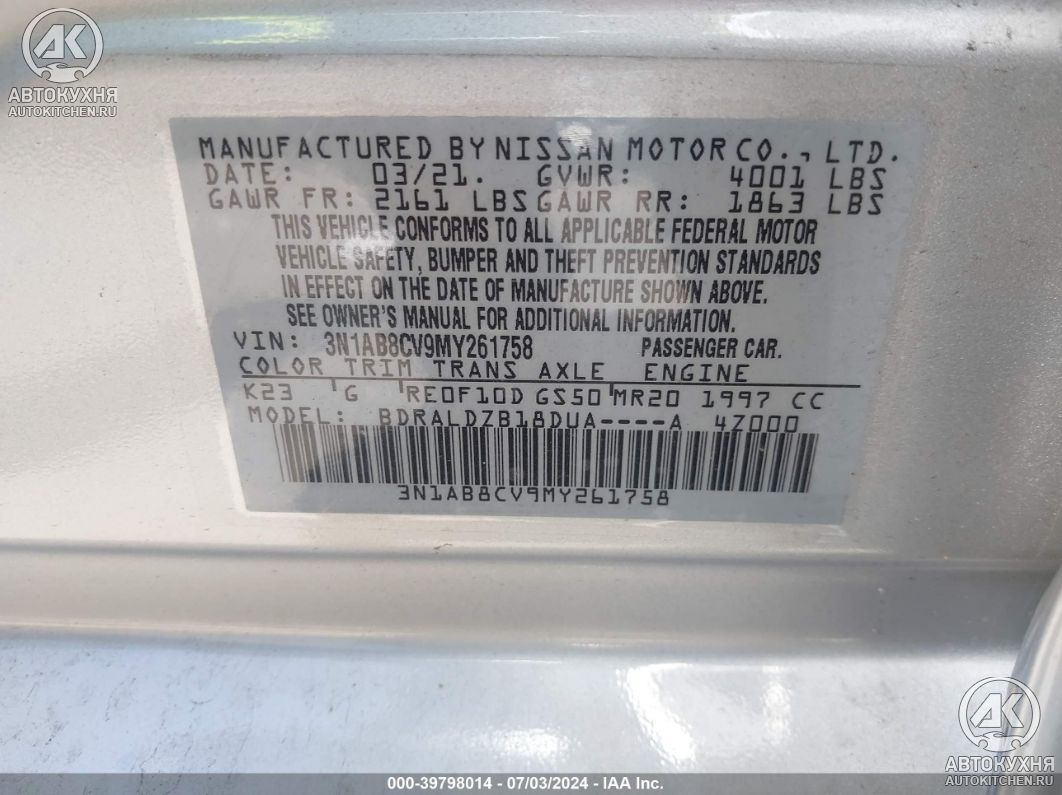 AK
АВТОКУХНЯ
AUTOKITCHEN.RU
MANUFACTURED BY NISSAN MOTOR CO., LTD.
DATE: 03/21. GVWR: 4001 LBS
GAWR FR: 2161 LBS GAWR RR: 1863 LBS
THIS VEHICLE CONFORMS TO ALL APPLICABLE FEDERAL MOTOR
VEHICLE SAFETY, BUMPER AND THEFT PREVENTION STANDARDS
IN EFFECT ON THE DATE OF MANUFACTURE SHOWN ABOVE.
SEE OWNER'S MANUAL FOR ADDITIONAL INFORMATION.
VIN: 3N1AB8CV9MY261758 PASSENGER CAR.
COLOR TRIM TRANS AXLE ENGINE
K23 G RE0F10D GS50 MR20 1997 CC
MODEL: BDRALDZB18DUA----A 4Z000
3N1AB8CV9MY261758
AK
АВТОКУХНЯ
AUTOKITCHEN.RU
000-39798014 - 07/03/2024 - IAA Inc.